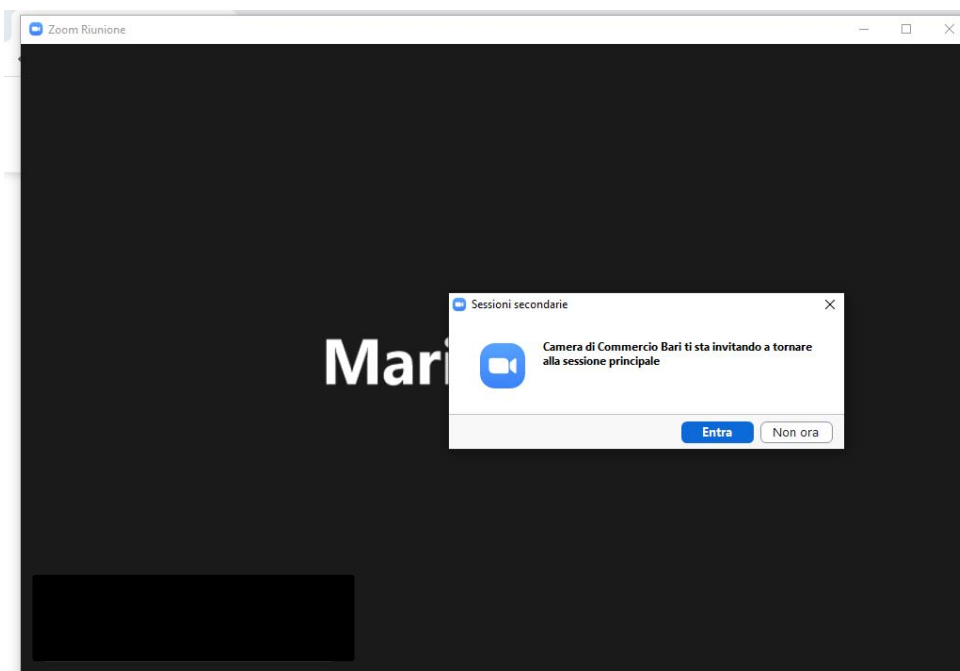 Zoom Riunione
Sessioni secondarie
Camera di Commercio Bari ti sta invitando a tornare
alla sessione principale
Mari
Entra
Non ora